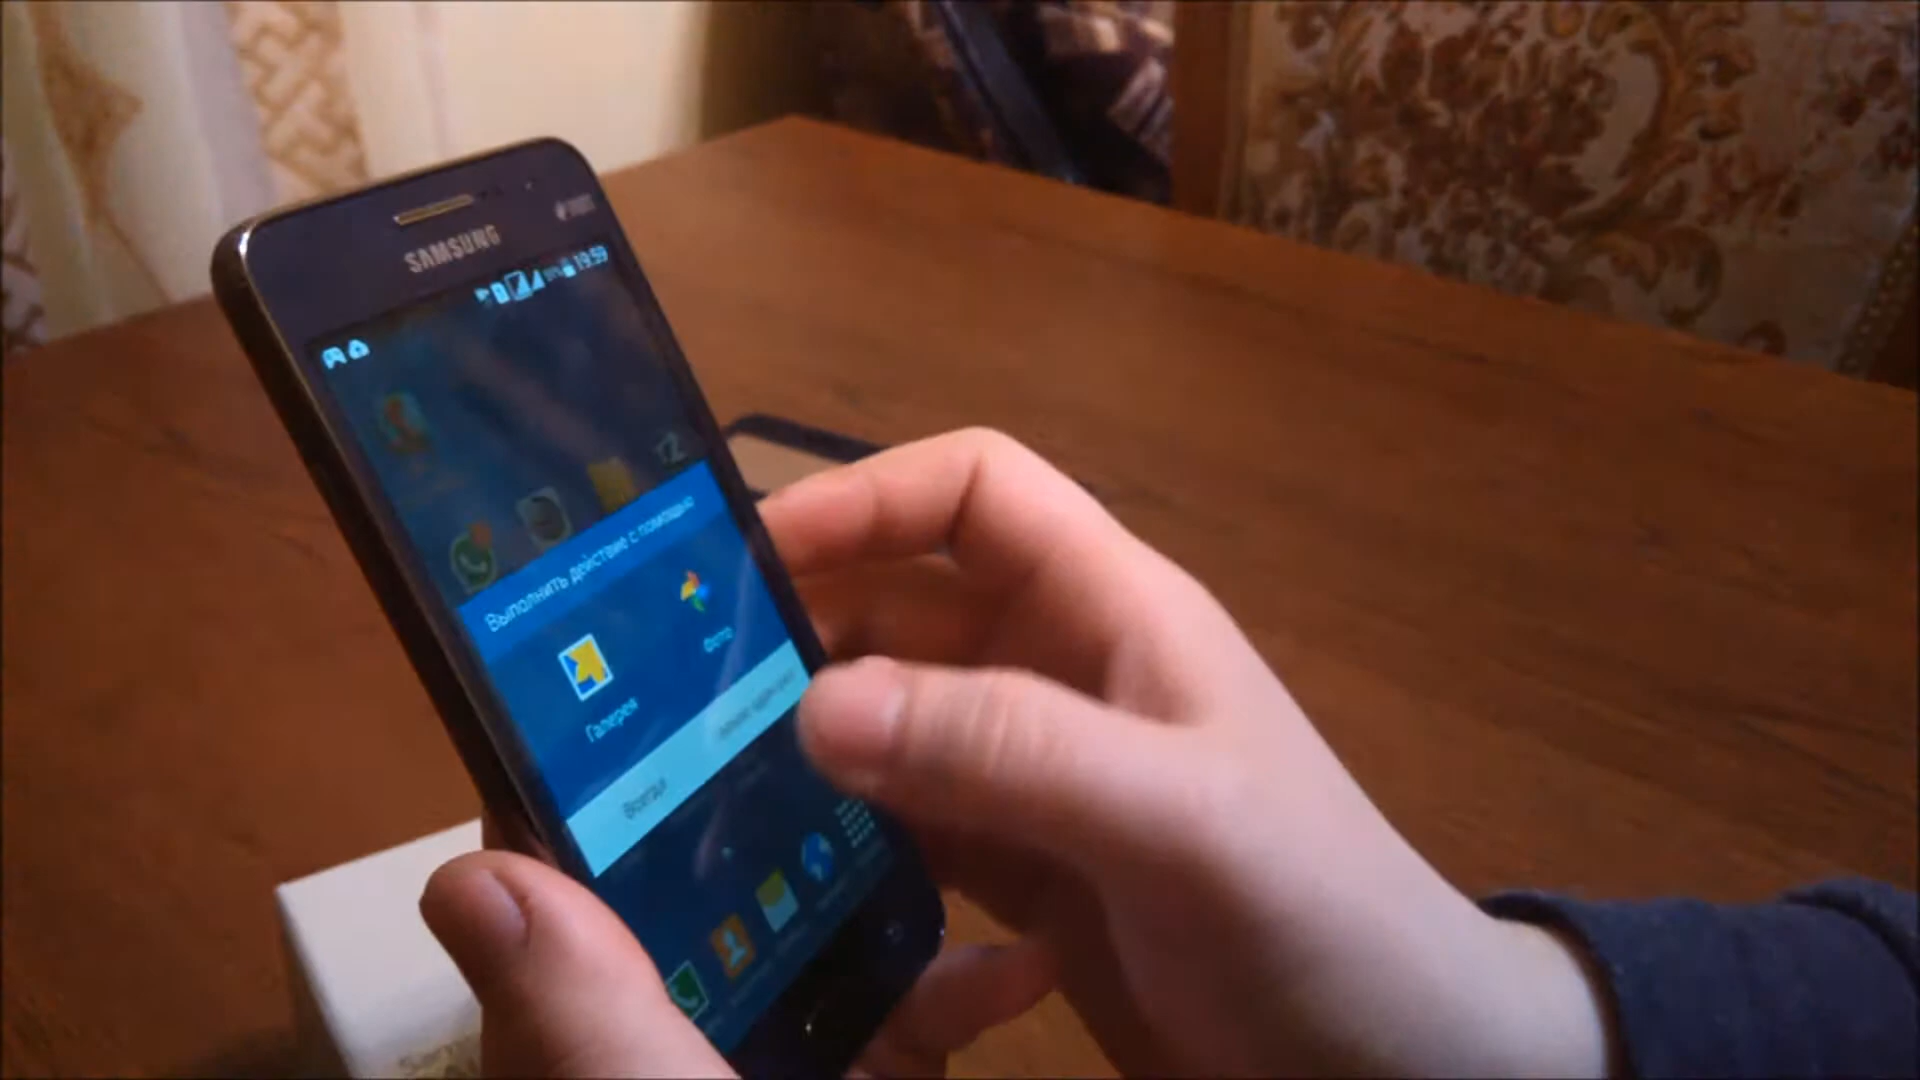 SAMSUNG
19:59
Выполнить действие с помощью
Фото
Галерея
Всегда